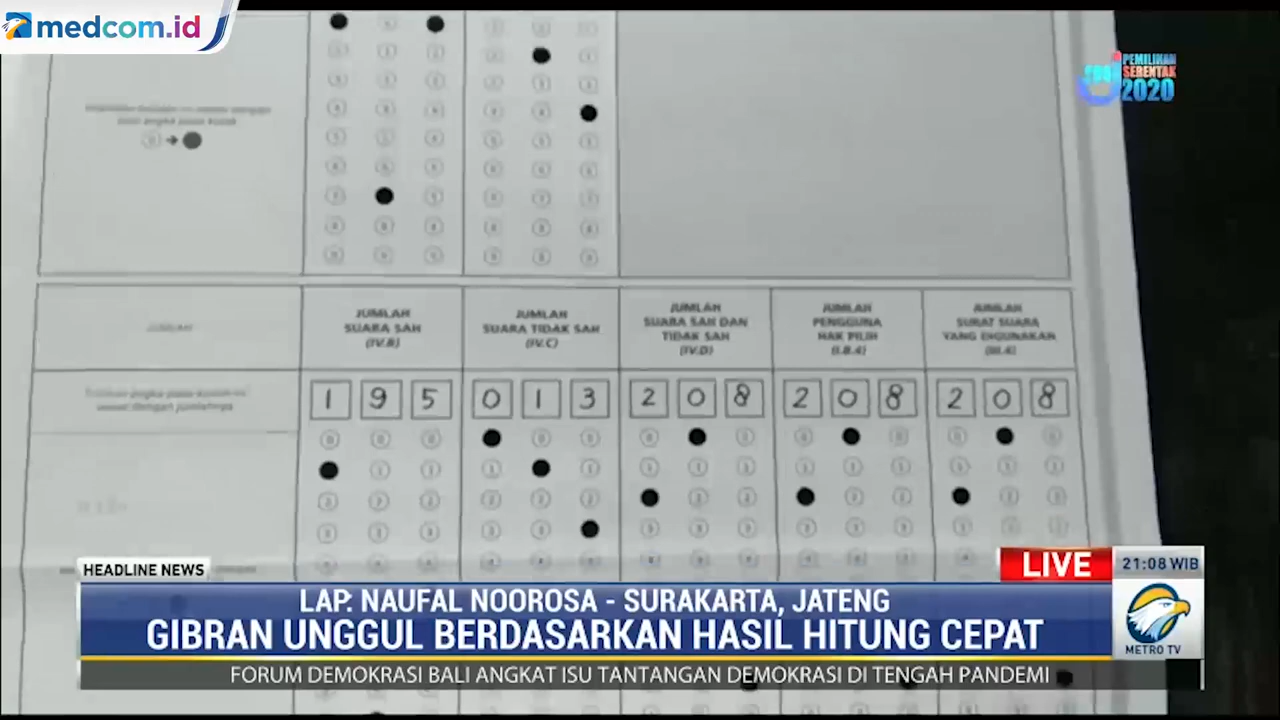 medcom.id
PEMILIHAN
SERENTAK
2020
JUMLAH
JUMLAH
SUARA SAH
(IV.B)
JUMLAH
SUARA TIDAK SAH
(IV.C)
JUMLAH
SUARA SAH DAN
TIDAK SAH
(IV.D)
JUMLAH
PENGGUNA
HAK PILIH
(I.B.4)
JUMLAH
SURAT SUARA
YANG DIGUNAKAN
(III.4)
1 9 5 0 1 3 2 0 8 2 0 8 2 0 8
HEADLINE NEWS
LIVE
21:08 WIB
LAP: NAUFAL NOOROSA - SURAKARTA, JATENG
GIBRAN UNGGUL BERDASARKAN HASIL HITUNG CEPAT
METRO TV
FORUM DEMOKRASI BALI ANGKAT ISU TANTANGAN DEMOKRASI DI TENGAH PANDEMI